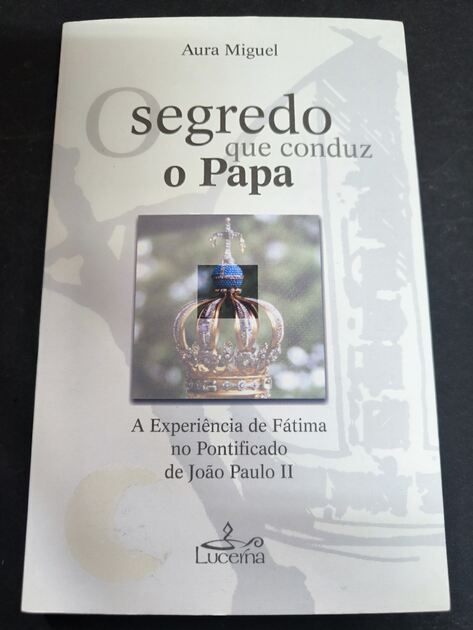 Aura Miguel
O segredo
que conduz
o Papa
A Experiência de Fátima
no Pontificado
de João Paulo II
Lucerna